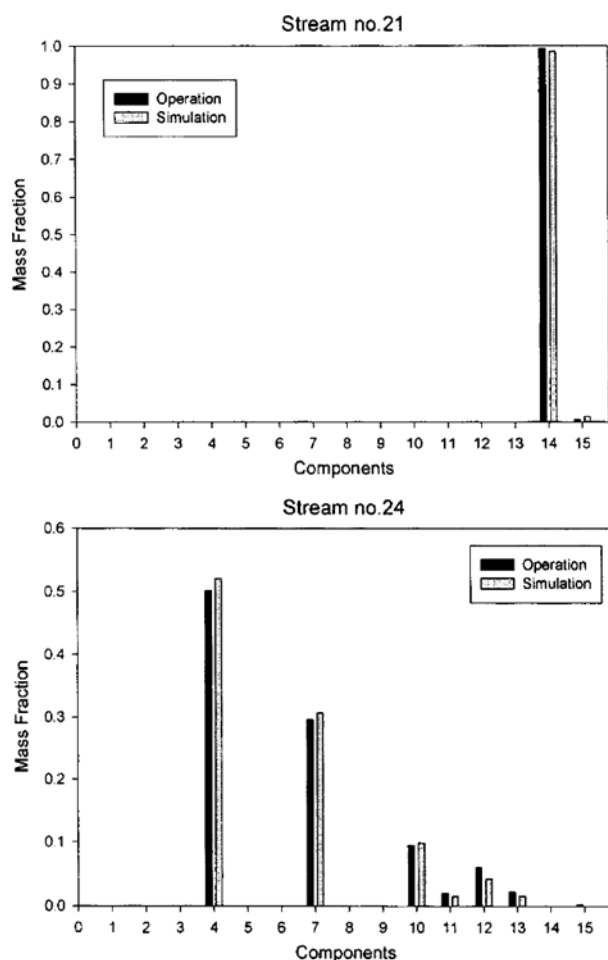 Stream no.21
1.0
0.9
0.8
0.7
0.6
0.5
0.4
0.3
0.2
0.1
0.0
Mass Fraction
Operation
Simulation
0 1 2 3 4 5 6 7 8 9 10 11 12 13 14 15
Components
Stream no.24
0.6
0.5
0.4
0.3
0.2
0.1
0.0
Mass Fraction
Operation
Simulation
0 1 2 3 4 5 6 7 8 9 10 11 12 13 14 15
Components